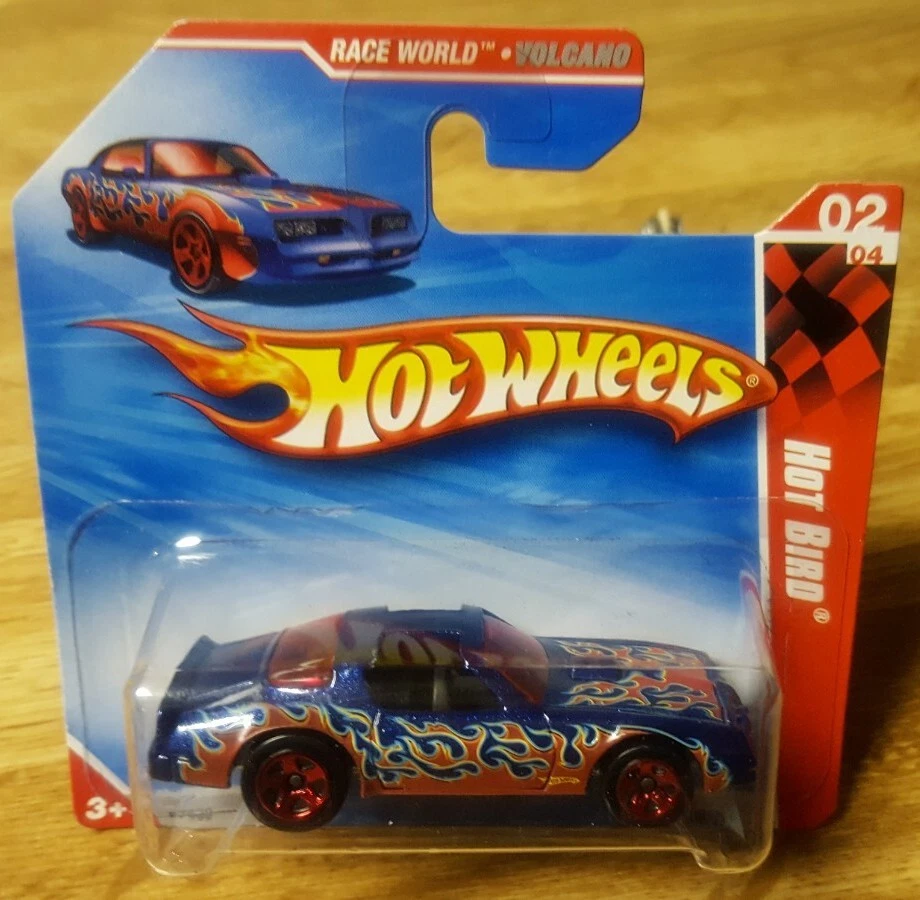 RACE WORLD™ • VOLCANO
02
04
HOT WHEELS®
HOT BIRD®
3+